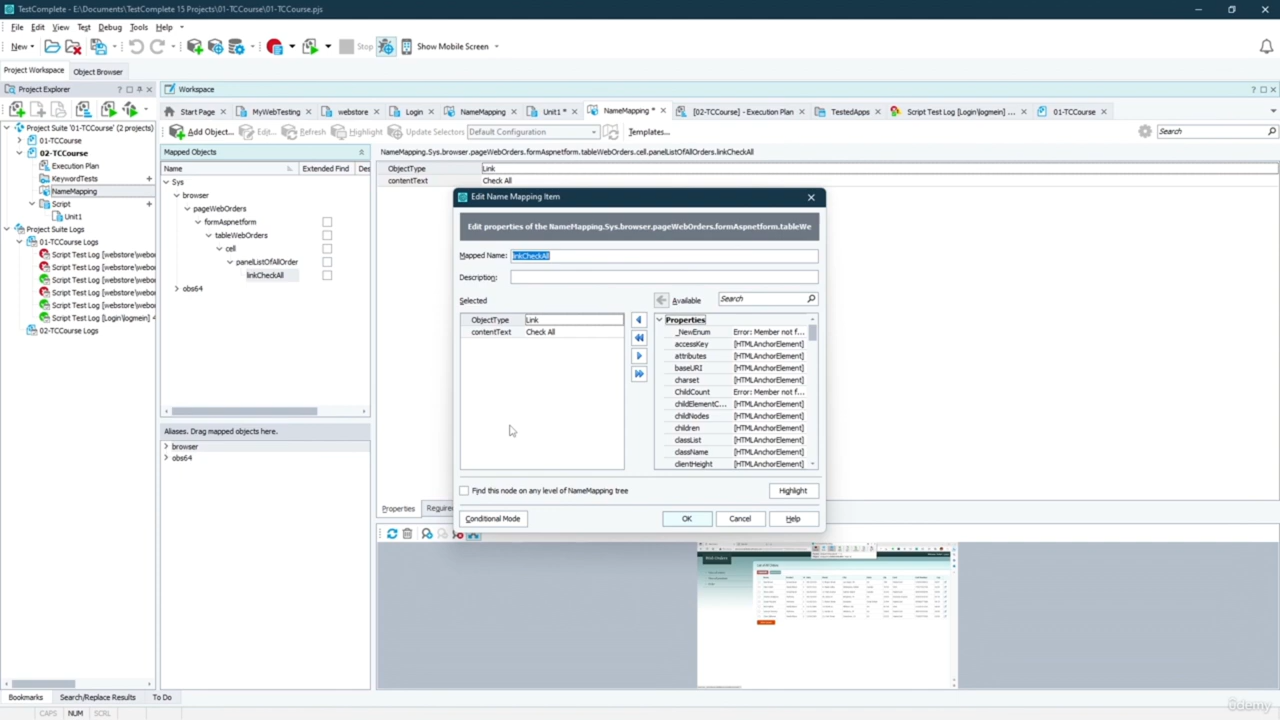 TestComplete - E:\Documents\TestComplete 15 Projects\01-TCCourse\01-TCCourse.pjs
File Edit View Test Debug Tools Help
New Stop Show Mobile Screen
Project Workspace Object Browser
Project Explorer
Workspace
Start Page MyWebTesting webstore Login NameMapping Unit1 * NameMapping * [02-TCCourse] - Execution Plan TestedApps Script Test Log [Login\logmein] ... 01-TCCourse
Add Object... Edit... Refresh Highlight Update Selectors Default Configuration Templates... Search
Project Suite '01-TCCourse' (2 projects)
01-TCCourse
02-TCCourse
Execution Plan
KeywordTests
NameMapping
Script
Unit1
Project Suite Logs
01-TCCourse Logs
Script Test Log [webstore\webo
Script Test Log [webstore\webo
Script Test Log [webstore\webo
Script Test Log [webstore\webo
Script Test Log [webstore\webo
Script Test Log [Login\logmein] 4
02-TCCourse Logs
Mapped Objects
Name Extended Find Des
Sys
browser
pageWebOrders
formAspnetform
tableWebOrders
cell
panelListOfAllOrder
linkCheckAll
obs64
Aliases. Drag mapped objects here.
browser
obs64
NameMapping.Sys.browser.pageWebOrders.formAspnetform.tableWebOrders.cell.panelListOfAllOrders.linkCheckAll
ObjectType Link
contentText Check All
Edit Name Mapping Item
Edit properties of the NameMapping.Sys.browser.pageWebOrders.formAspnetform.tableWe
Mapped Name: linkCheckAll
Description:
Selected
ObjectType Link
contentText Check All
Available Search
Properties
_NewEnum Error: Member not f...
accessKey [HTMLAnchorElement]
attributes [HTMLAnchorElement]
baseURI [HTMLAnchorElement]
charset [HTMLAnchorElement]
ChildCount Error: Member not f...
childElementC... [HTMLAnchorElement]
childNodes [HTMLAnchorElement]
children [HTMLAnchorElement]
classList [HTMLAnchorElement]
className [HTMLAnchorElement]
clientHeight [HTMLAnchorElement]
Find this node on any level of NameMapping tree
Highlight
Conditional Mode OK Cancel Help
Properties Require
Bookmarks Search/Replace Results To Do
CAPS NUM SCRL
ûdemy